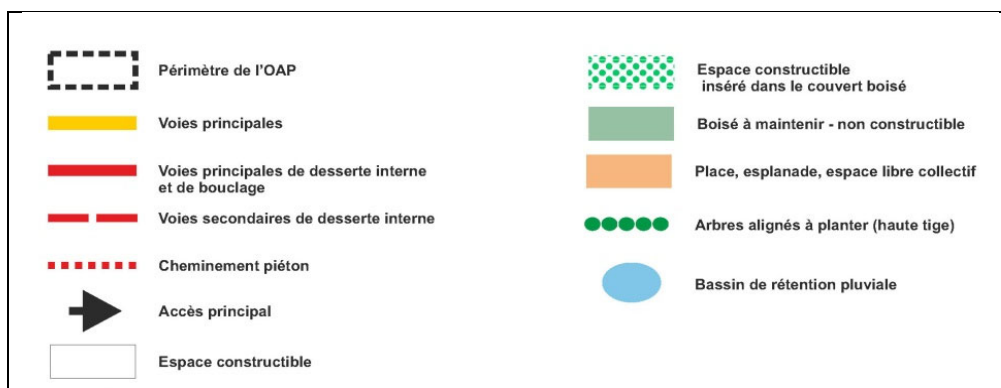 Périmètre de l'OAP
Voies principales
Voies principales de desserte interne
et de bouclage
Voies secondaires de desserte interne
Cheminement piéton
Accès principal
Espace constructible
Espace constructible
inséré dans le couvert boisé
Boisé à maintenir - non constructible
Place, esplanade, espace libre collectif
Arbres alignés à planter (haute tige)
Bassin de rétention pluviale